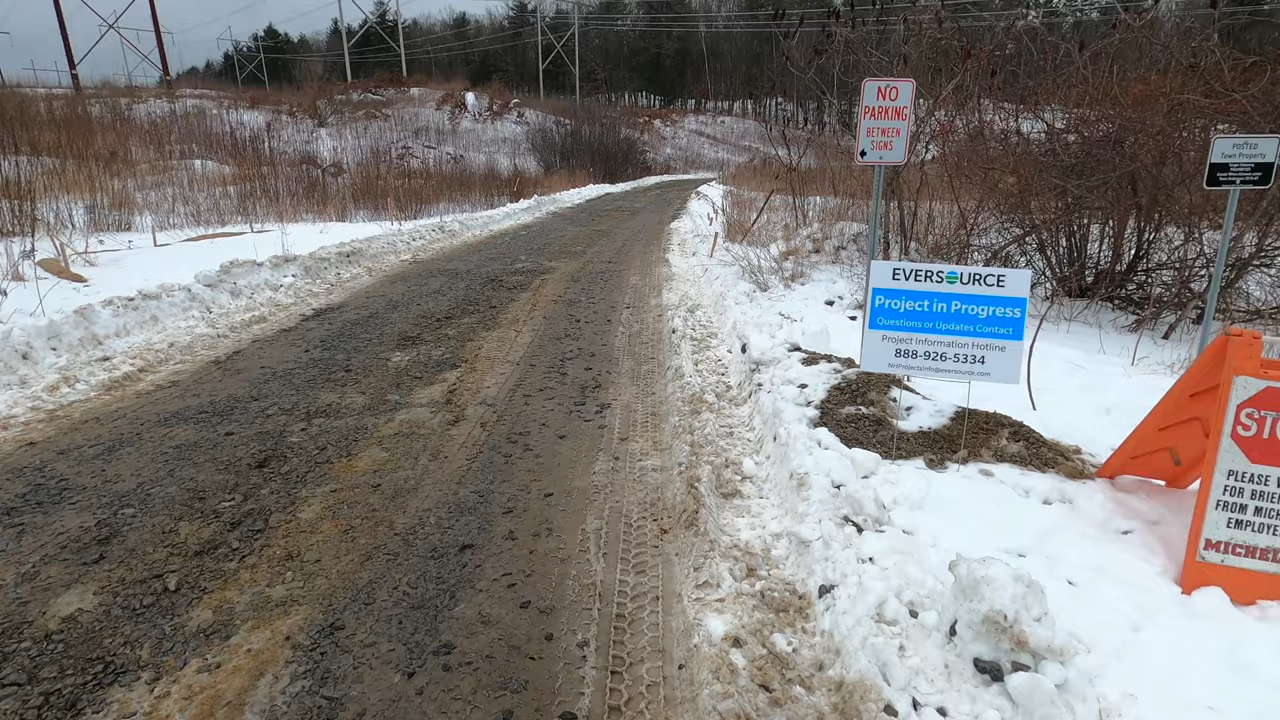 NO
PARKING
BETWEEN
SIGNS
POSTED
Town Property
EVERSOURCE
Project in Progress
Questions or Updates Contact
Project Information Hotline
888-926-5334
NHProjectsInfo@eversource.com
STO
PLEASE W
FOR BRIE
FROM MICH
EMPLOYE
MICHE